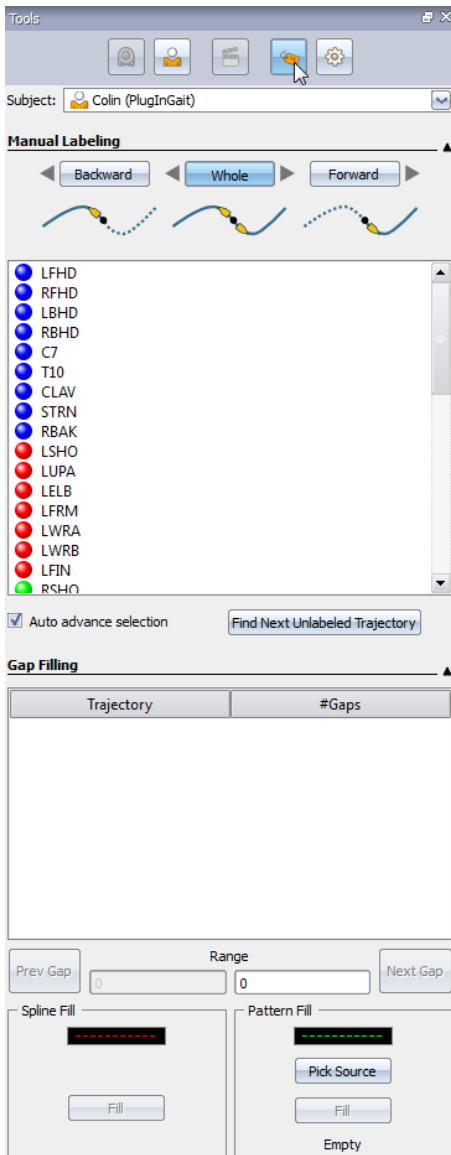 Tools
Subject: Colin (PlugInGait)
Manual Labeling
Backward Whole Forward
LFHD
RFHD
LBHD
RBHD
C7
T10
CLAV
STRN
RBAK
LSHO
LUPA
LELB
LFRM
LWRA
LWRB
LFIN
RSHO
Auto advance selection Find Next Unlabeled Trajectory
Gap Filling
Trajectory #Gaps
Range
Prev Gap 0 0 Next Gap
Spline Fill Pattern Fill
Pick Source
Fill Fill
Empty